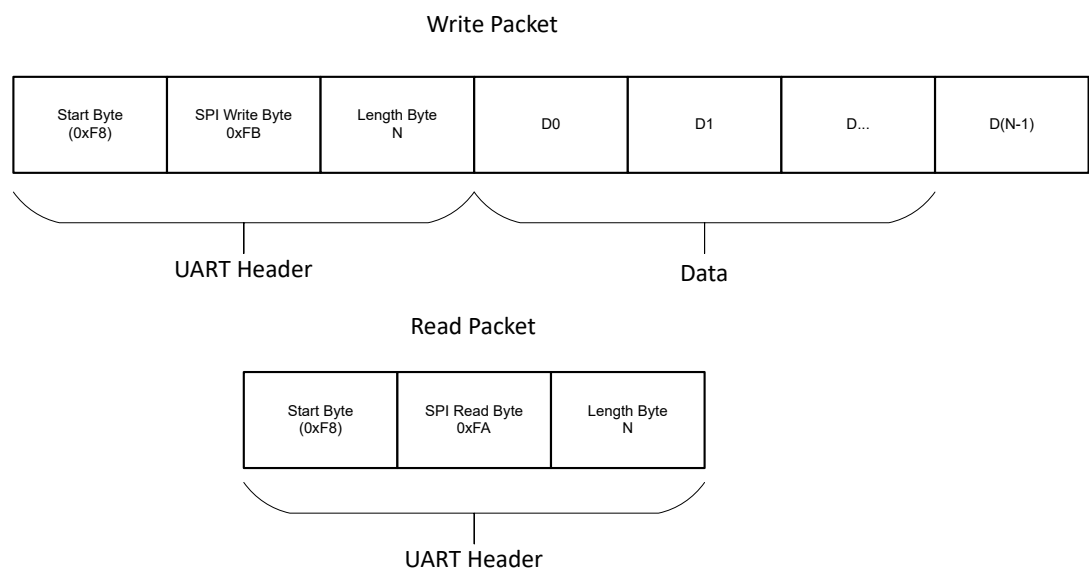 Write Packet
Start Byte
(0xF8)
SPI Write Byte
0xFB
Length Byte
N
D0
D1
D...
D(N-1)
UART Header
Data
Read Packet
Start Byte
(0xF8)
SPI Read Byte
0xFA
Length Byte
N
UART Header